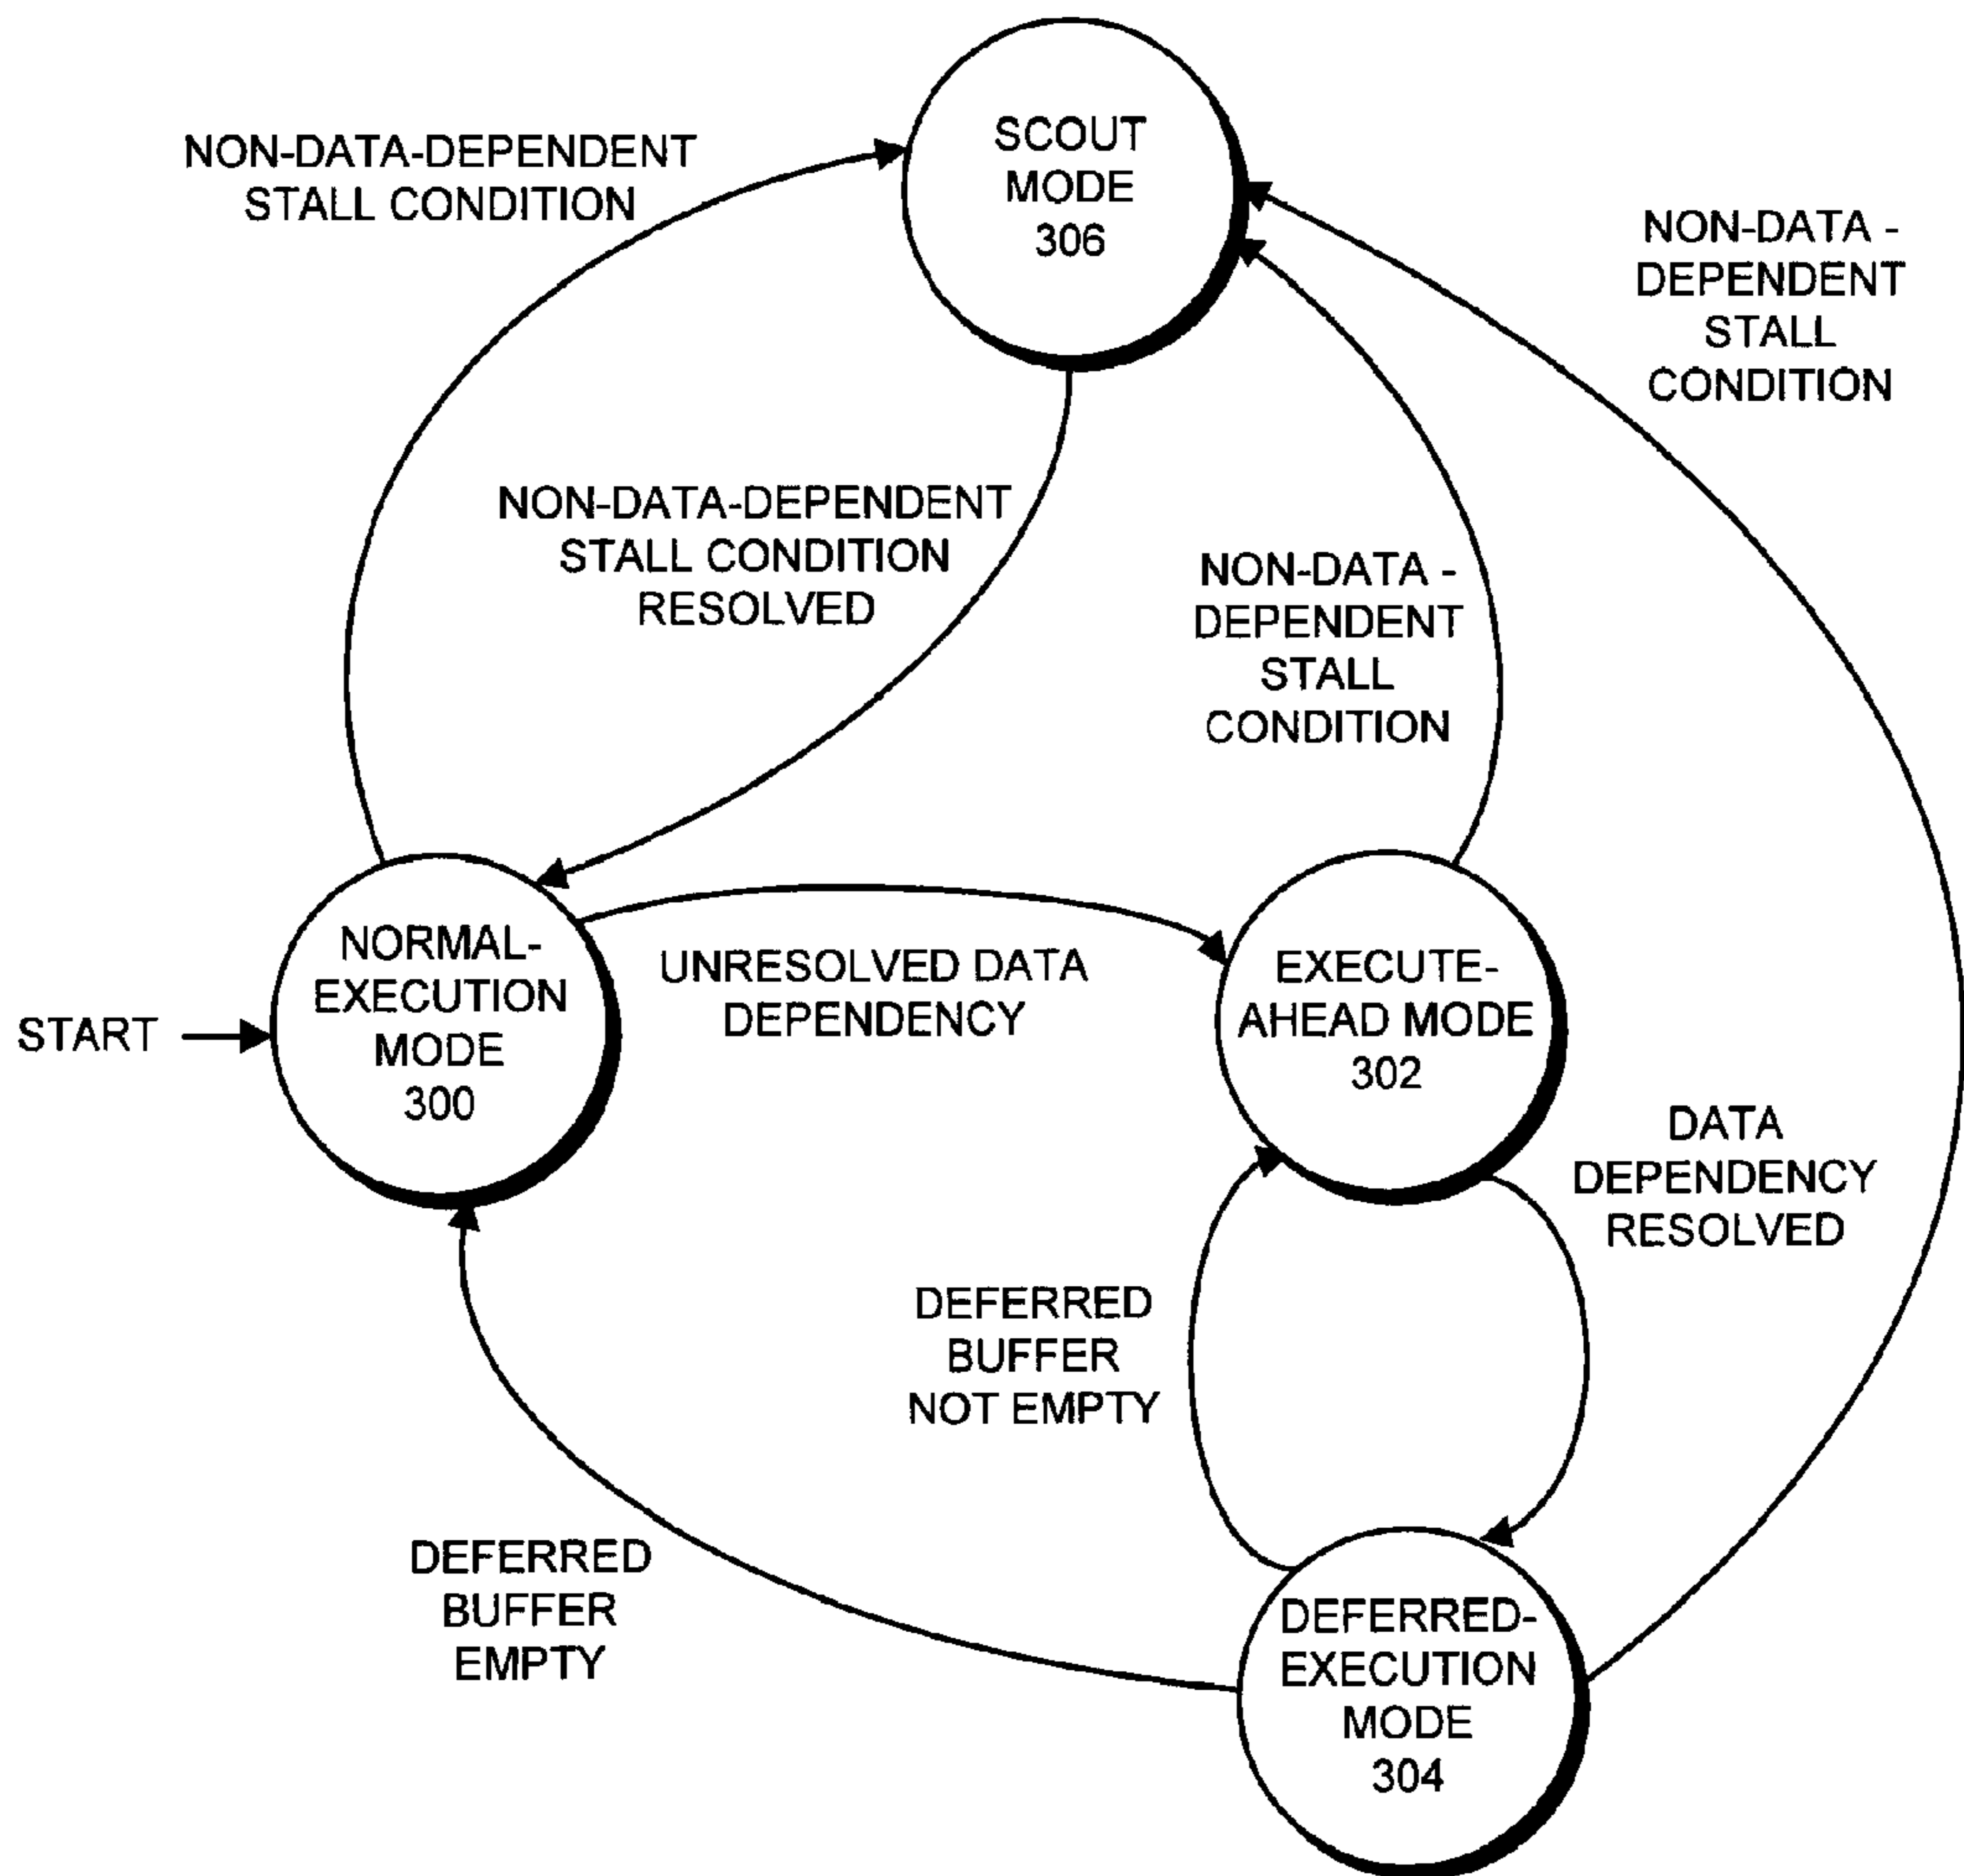 SCOUT
MODE
306
NON-DATA-DEPENDENT
STALL CONDITION
NON-DATA -
DEPENDENT
STALL
CONDITION
NON-DATA-DEPENDENT
STALL CONDITION
RESOLVED
NON-DATA -
DEPENDENT
STALL
CONDITION
START
NORMAL-
EXECUTION
MODE
300
UNRESOLVED DATA
DEPENDENCY
EXECUTE-
AHEAD MODE
302
DATA
DEPENDENCY
RESOLVED
DEFERRED
BUFFER
NOT EMPTY
DEFERRED
BUFFER
EMPTY
DEFERRED-
EXECUTION
MODE
304